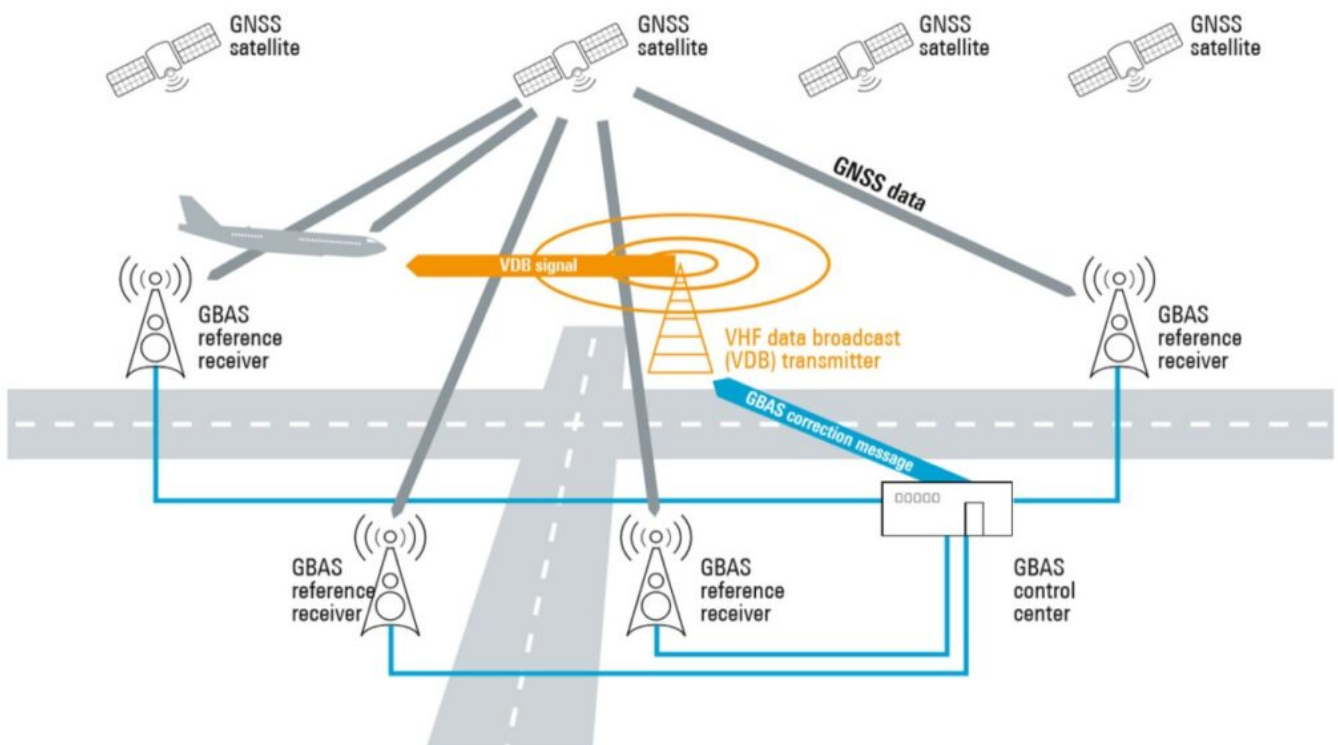 GNSS
satellite
GNSS
satellite
GNSS
satellite
GNSS
satellite
GNSS data
VDB signal
GBAS
reference
receiver
VHF data broadcast
(VDB) transmitter
GBAS
reference
receiver
GBAS correction message
GBAS
reference
receiver
GBAS
reference
receiver
GBAS
control
center